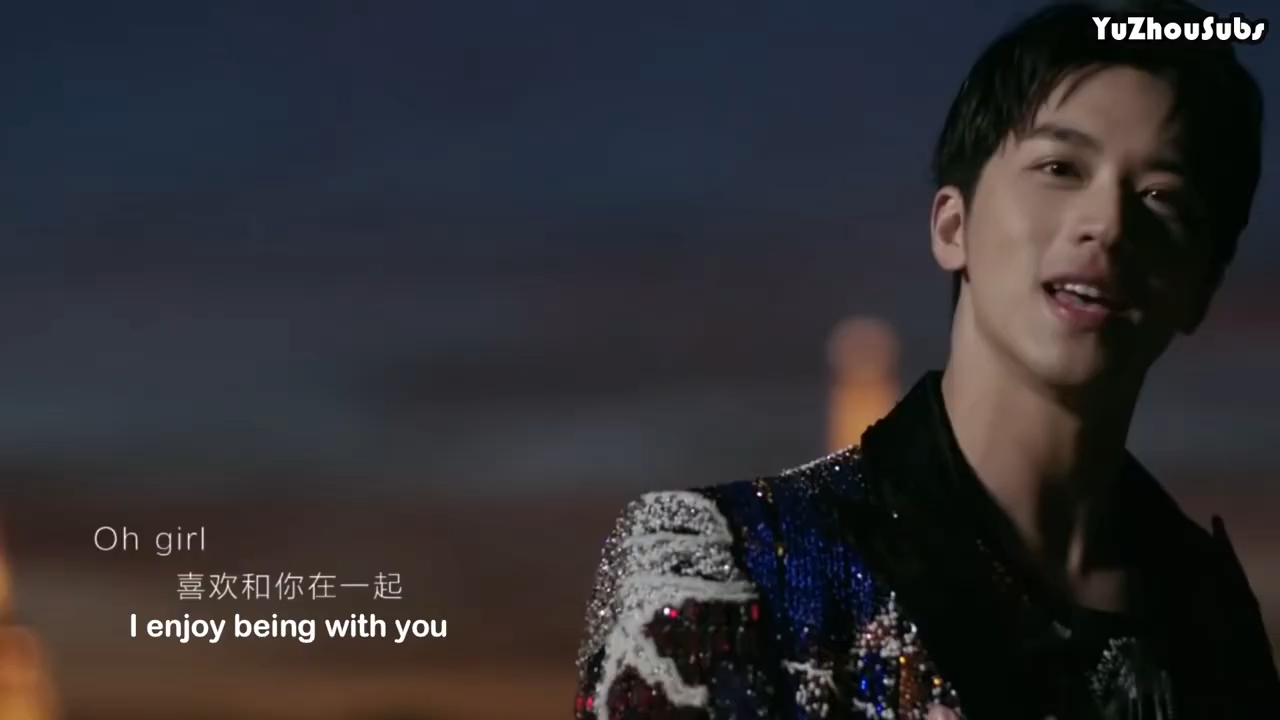 YuZhouSubs
Oh girl
喜欢和你在一起
I enjoy being with you